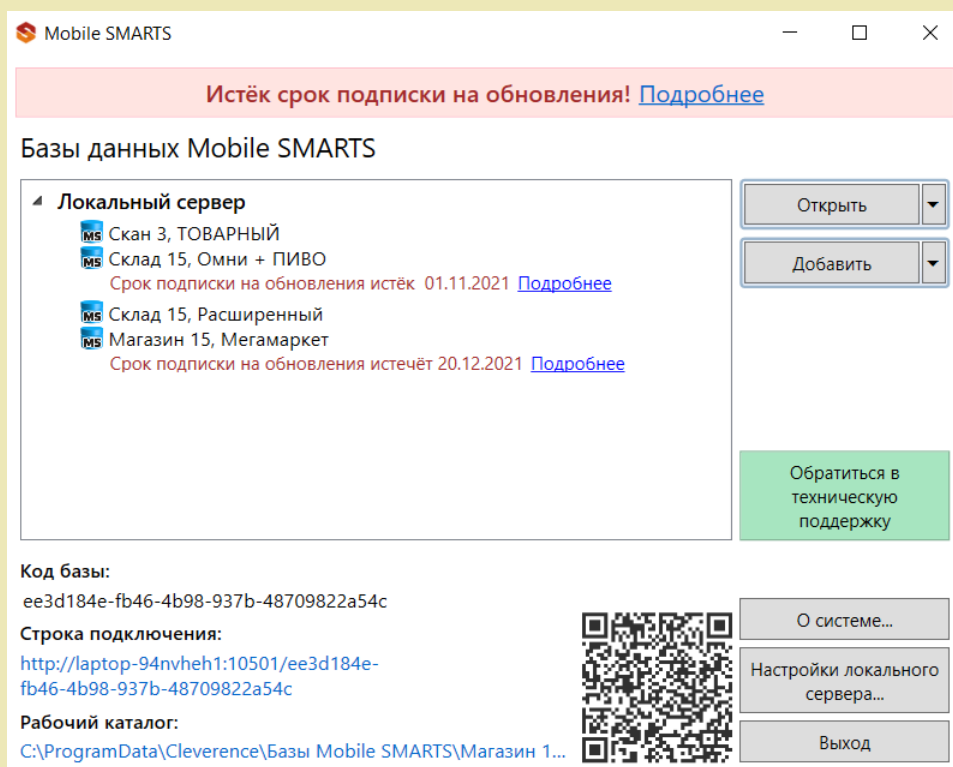 Mobile SMARTS
Истёк срок подписки на обновления! Подробнее
Базы данных Mobile SMARTS
Локальный сервер
MS Скан 3, ТОВАРНЫЙ
MS Склад 15, Омни + ПИВО
Срок подписки на обновления истёк 01.11.2021 Подробнее
MS Склад 15, Расширенный
MS Магазин 15, Мегамаркет
Срок подписки на обновления истечёт 20.12.2021 Подробнее
Открыть
Добавить
Обратиться в
техническую
поддержку
Код базы:
ee3d184e-fb46-4b98-937b-48709822a54c
Строка подключения:
http://laptop-94nvheh1:10501/ee3d184e-
fb46-4b98-937b-48709822a54c
Рабочий каталог:
C:\ProgramData\Cleverence\Базы Mobile SMARTS\Магазин 1...
О системе...
Настройки локального
сервера...
Выход